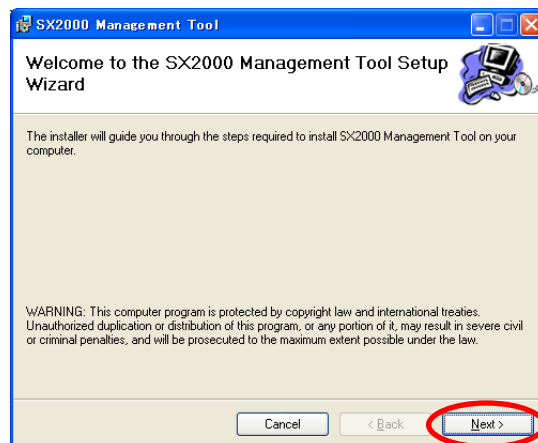 SX2000 Management Tool
Welcome to the SX2000 Management Tool Setup
Wizard
The installer will guide you through the steps required to install SX2000 Management Tool on your
computer.
WARNING: This computer program is protected by copyright law and international treaties.
Unauthorized duplication or distribution of this program, or any portion of it, may result in severe civil
or criminal penalties, and will be prosecuted to the maximum extent possible under the law.
Cancel
< Back
Next >